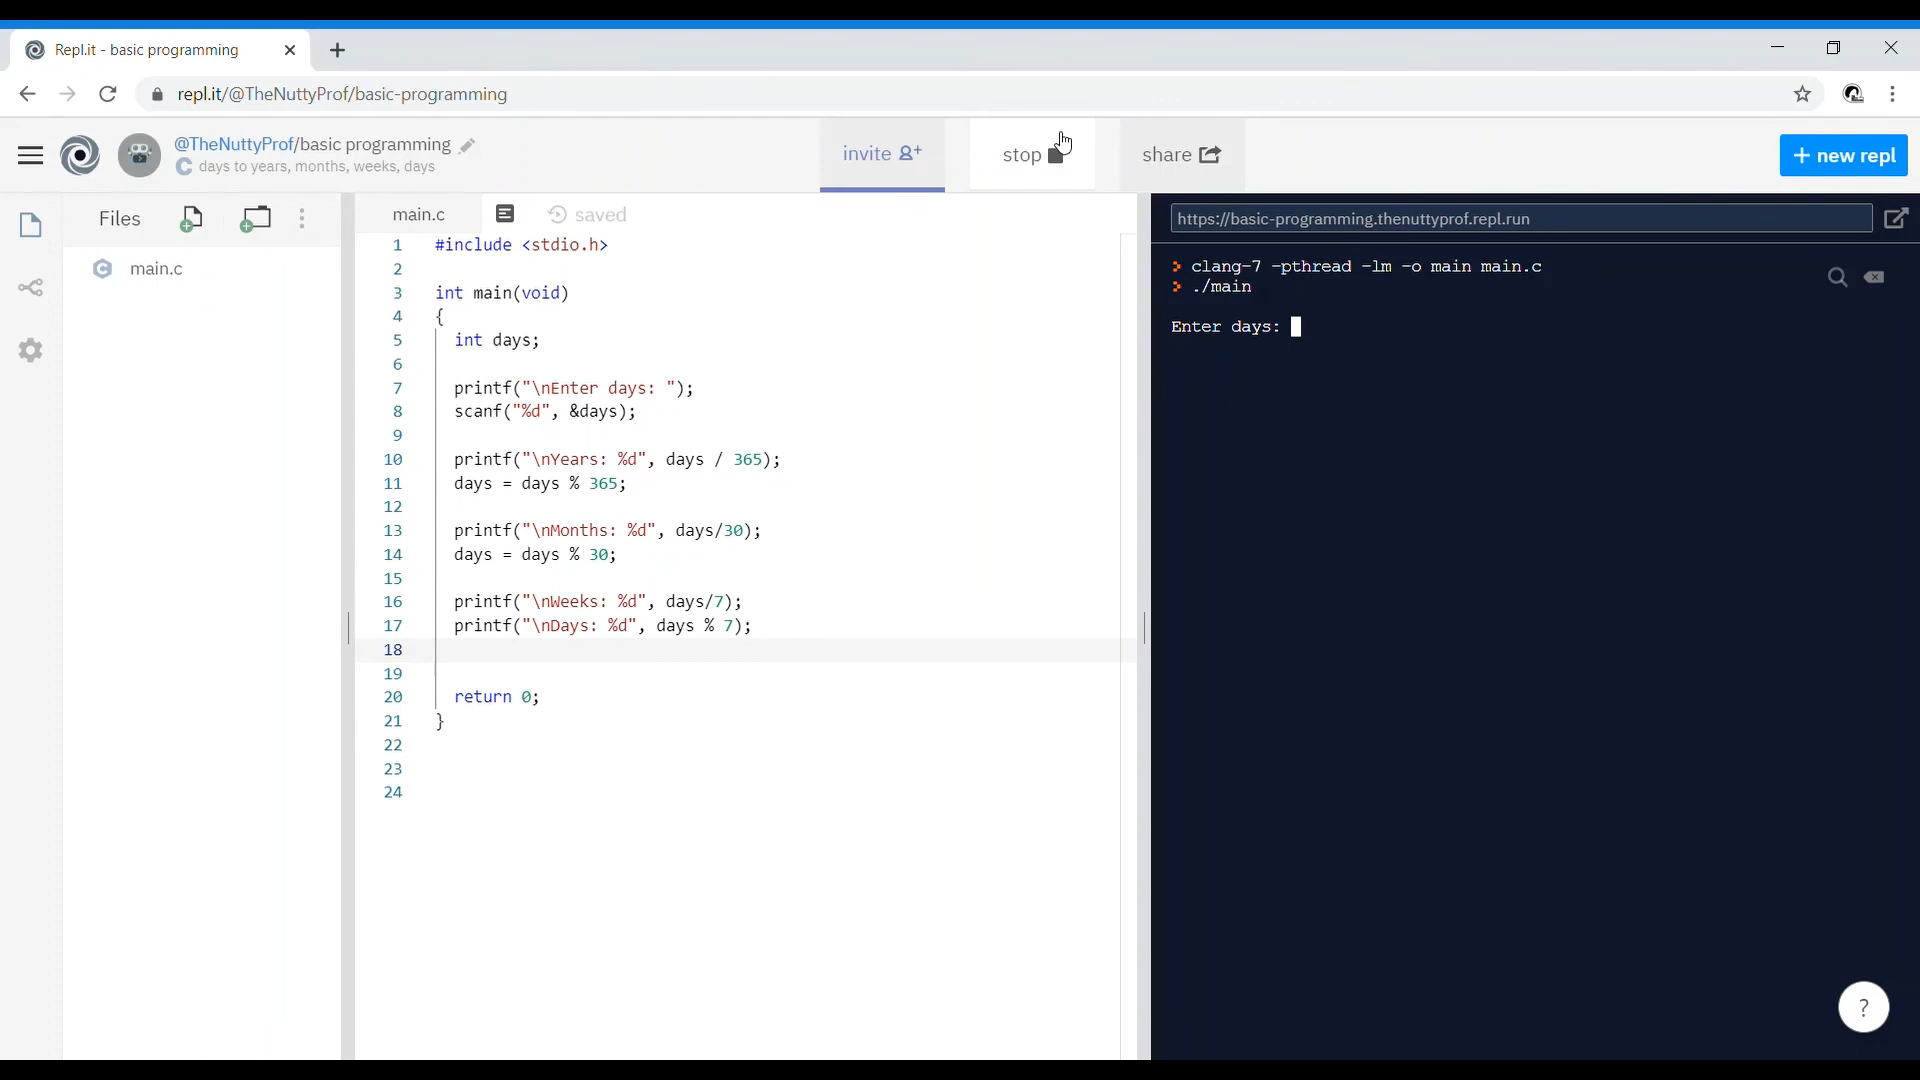 Repl.it - basic programming
repl.it/@TheNuttyProf/basic-programming
@TheNuttyProf/basic programming
days to years, months, weeks, days
invite
stop
share
+ new repl
Files
main.c
main.c
saved
1 #include <stdio.h>
2
3 int main(void)
4 {
5 int days;
6
7 printf("\nEnter days: ");
8 scanf("%d", &days);
9
10 printf("\nYears: %d", days / 365);
11 days = days % 365;
12
13 printf("\nMonths: %d", days/30);
14 days = days % 30;
15
16 printf("\nWeeks: %d", days/7);
17 printf("\nDays: %d", days % 7);
18
19
20 return 0;
21 }
22
23
24
https://basic-programming.thenuttyprof.repl.run
> clang-7 -pthread -lm -o main main.c
> ./main
Enter days:
?